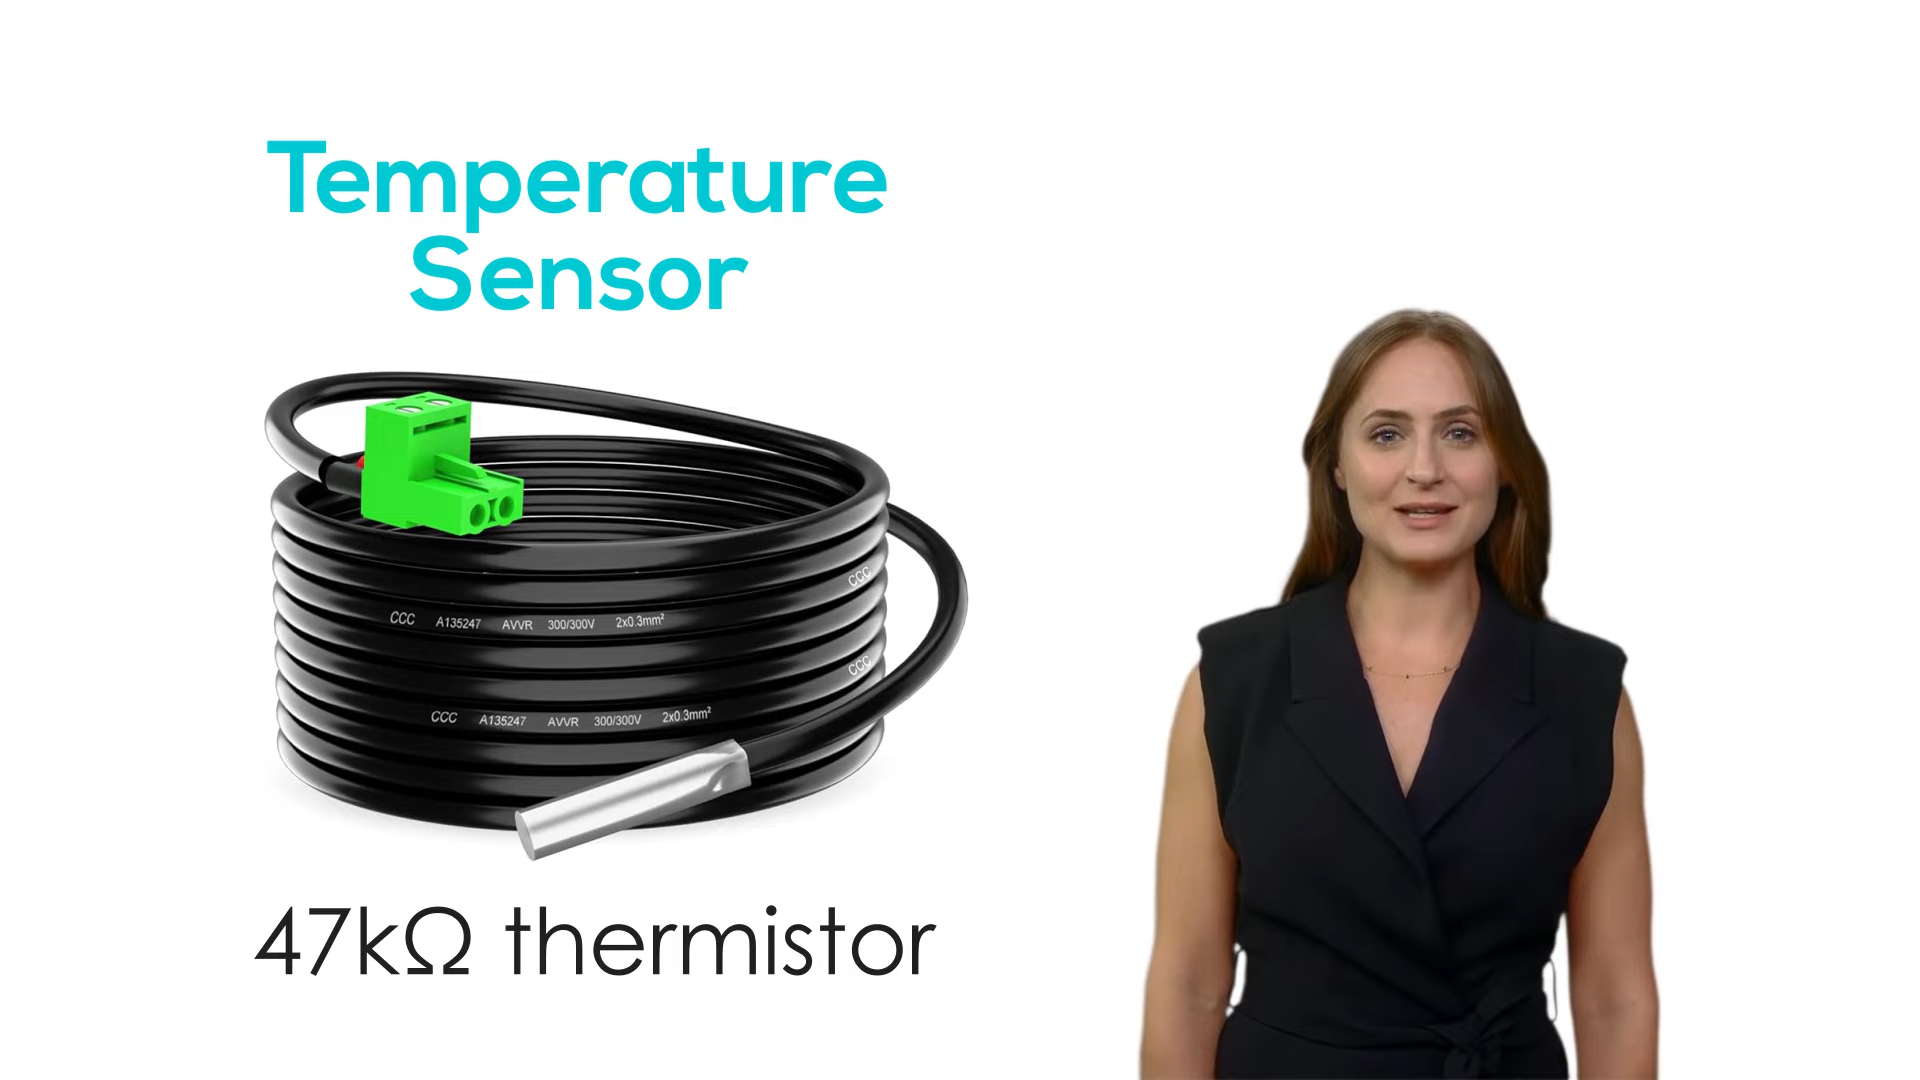 Temperature
Sensor
CCC
CCC A135247 AVVR 300/300V 2x0.3mm²
CCC
CCC A135247 AVVR 300/300V 2x0.3mm²
47kΩ thermistor